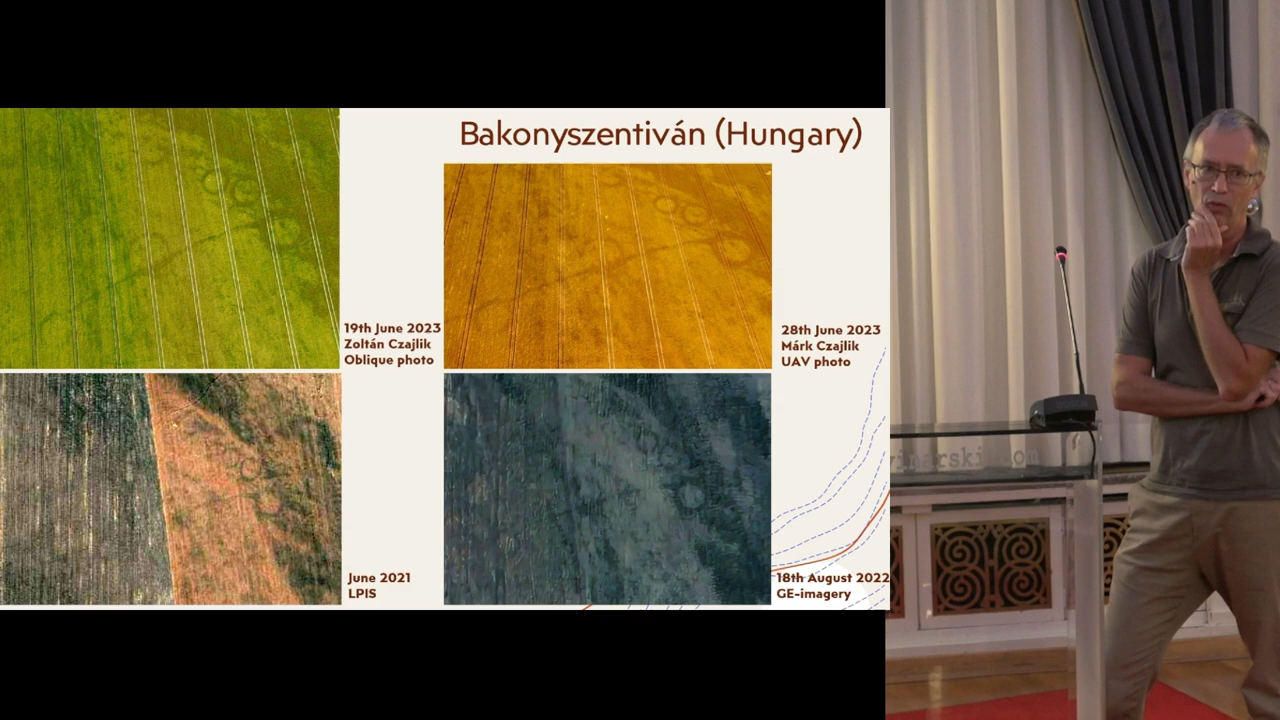 Bakonyszentiván (Hungary)
19th June 2023
Zoltán Czajlik
Oblique photo
28th June 2023
Márk Czajlik
UAV photo
June 2021
LPIS
18th August 2022
GE-imagery